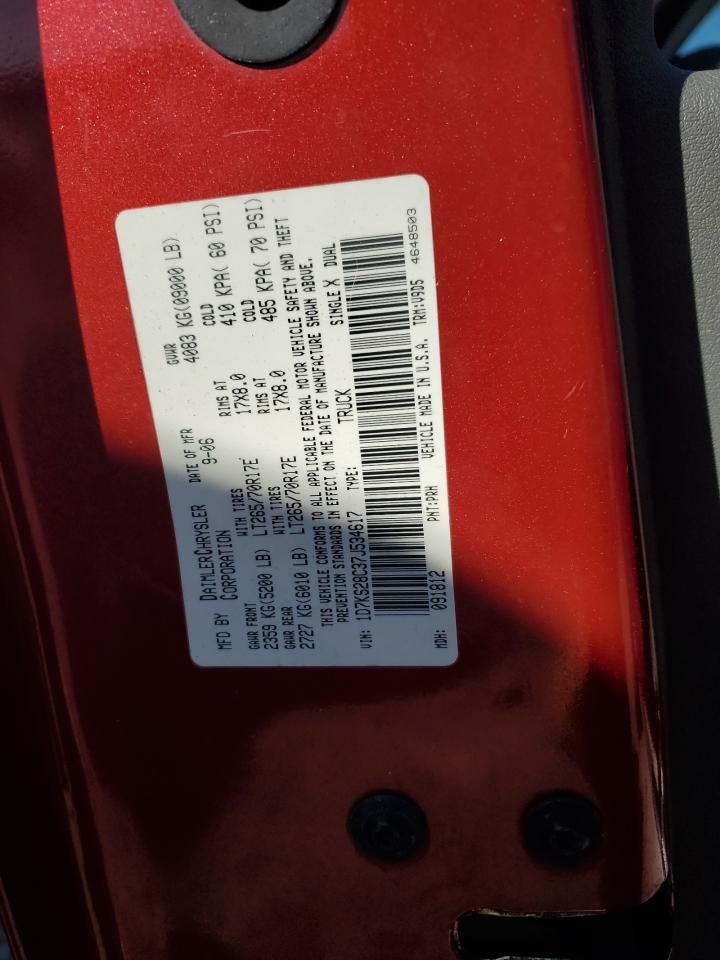 MFD BY DAIMLERCHRYSLER CORPORATION DATE OF MFR 9-06 GVWR 4083 KG(09000 LB)
GAWR FRONT WITH TIRES RIMS AT COLD
2359 KG(5200 LB) LT265/70R17E 17X8.0 410 KPA( 60 PSI)
GAWR REAR WITH TIRES RIMS AT COLD
2727 KG(6010 LB) LT265/70R17E 17X8.0 485 KPA( 70 PSI)
THIS VEHICLE CONFORMS TO ALL APPLICABLE FEDERAL MOTOR VEHICLE SAFETY AND THEFT
PREVENTION STANDARDS IN EFFECT ON THE DATE OF MANUFACTURE SHOWN ABOVE.
VIN: 1D7KS28C37J534617 TYPE: TRUCK SINGLE X DUAL
MDH: 091812 PNT:PRH VEHICLE MADE IN U.S.A. TRM:V9D5 4648503